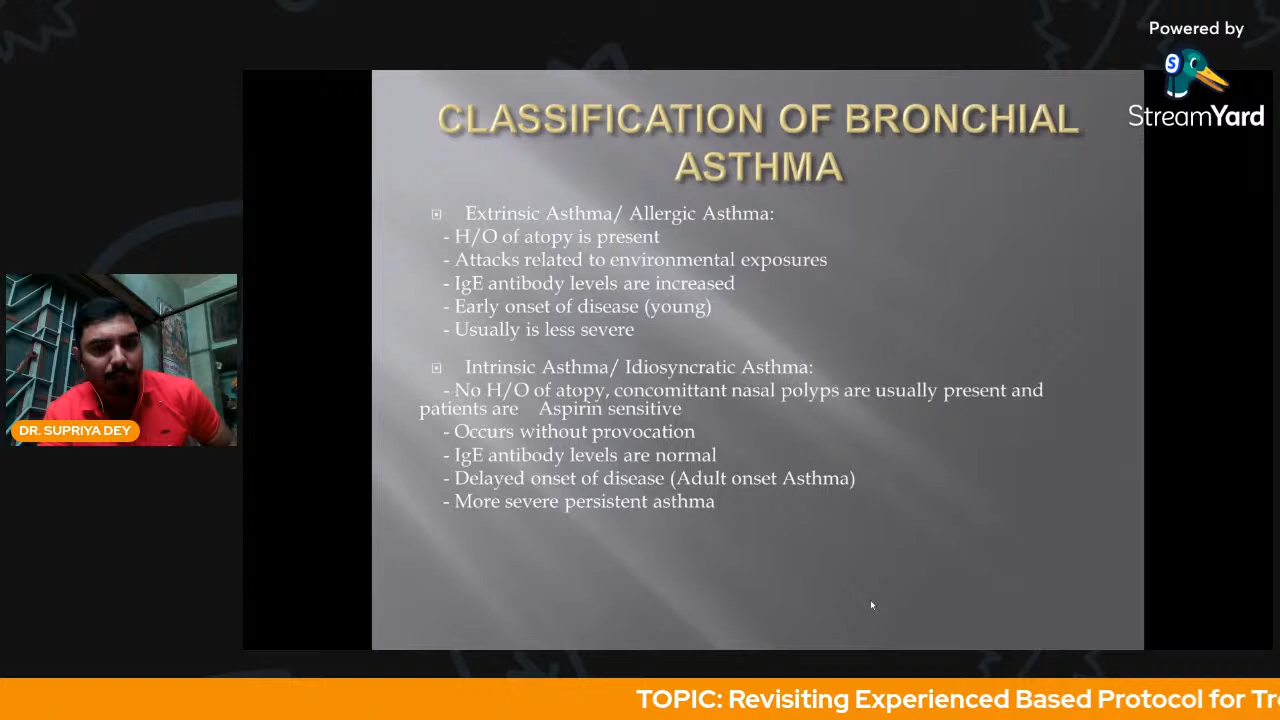 Powered by
StreamYard
CLASSIFICATION OF BRONCHIAL
ASTHMA
Extrinsic Asthma/ Allergic Asthma:
- H/O of atopy is present
- Attacks related to environmental exposures
- IgE antibody levels are increased
- Early onset of disease (young)
- Usually is less severe
Intrinsic Asthma/ Idiosyncratic Asthma:
- No H/O of atopy, concomittant nasal polyps are usually present and
patients are Aspirin sensitive
- Occurs without provocation
- IgE antibody levels are normal
- Delayed onset of disease (Adult onset Asthma)
- More severe persistent asthma
DR. SUPRIYA DEY
TOPIC: Revisiting Experienced Based Protocol for Tr